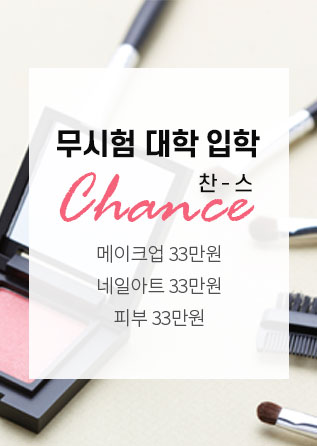 무시험 대학 입학
찬 - 스
Chance
메이크업 33만원
네일아트 33만원
피부 33만원